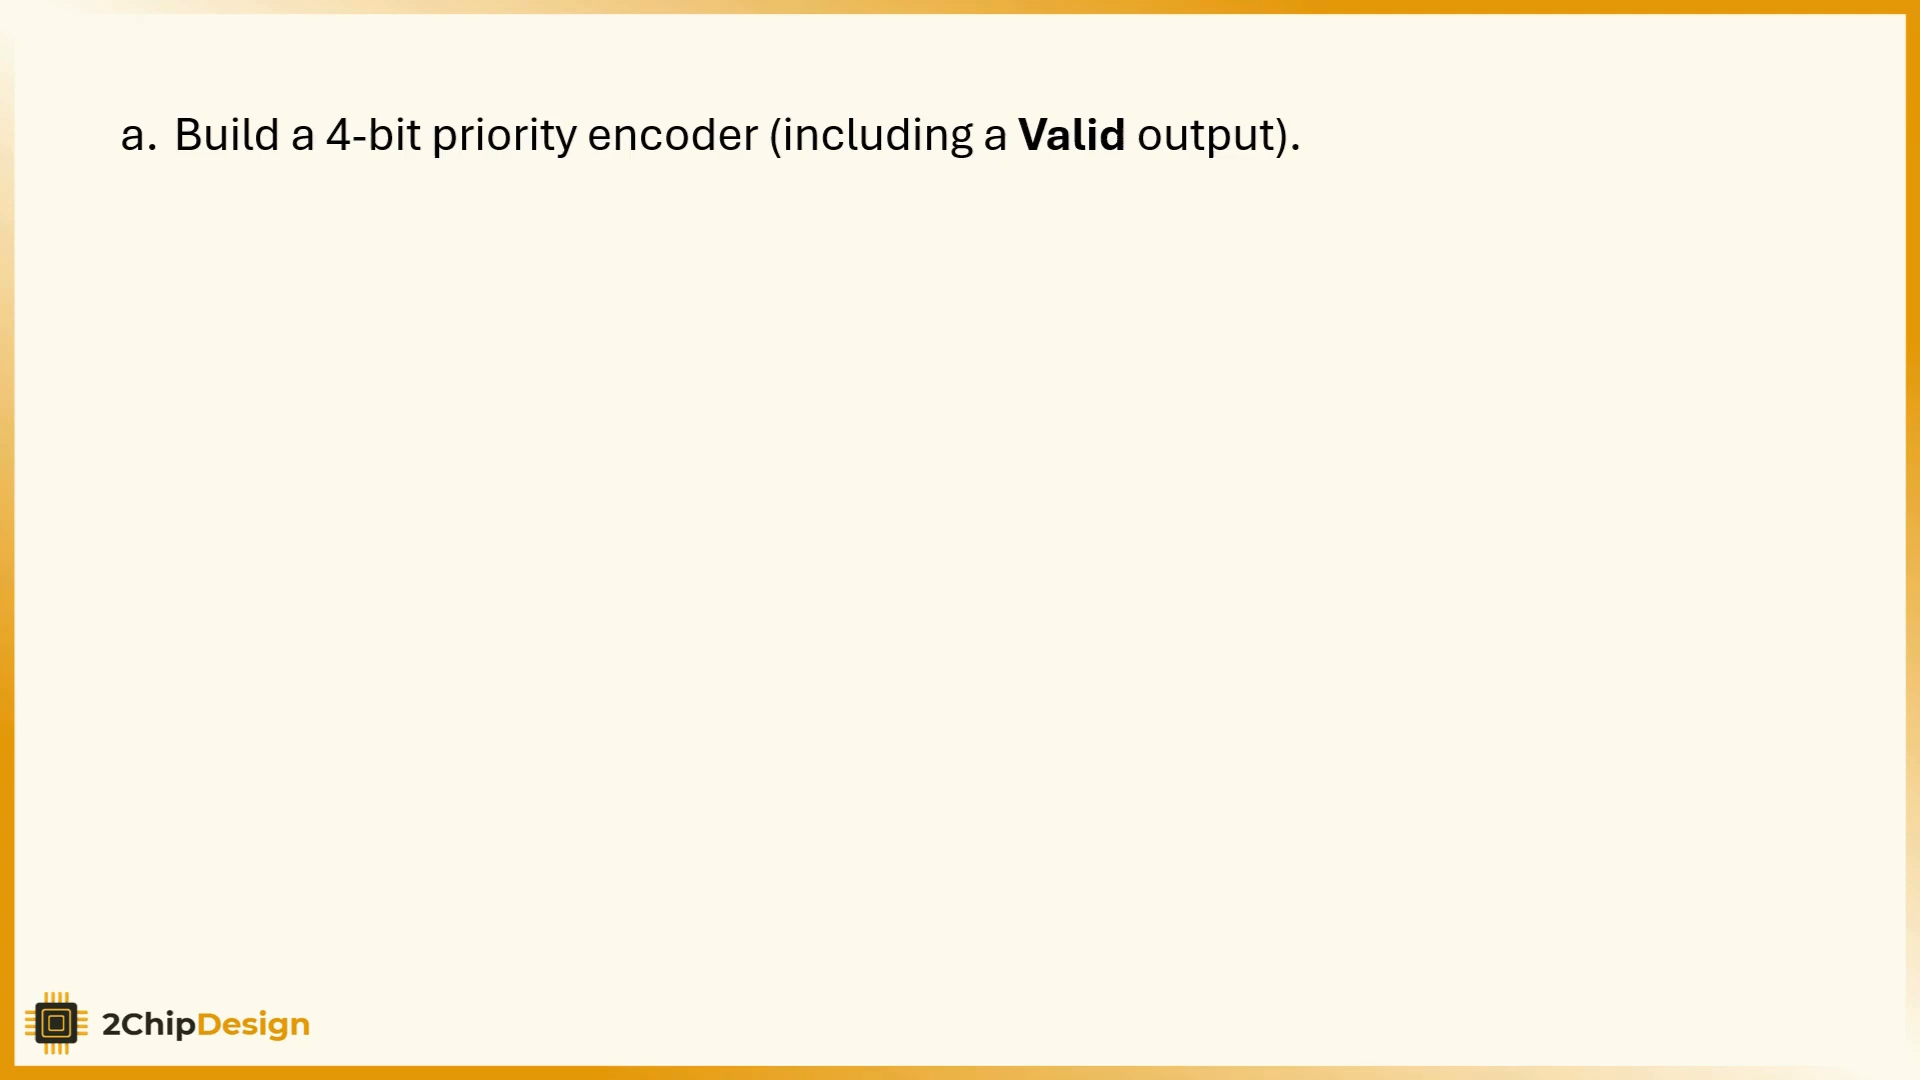 a. Build a 4-bit priority encoder (including a Valid output).
2ChipDesign